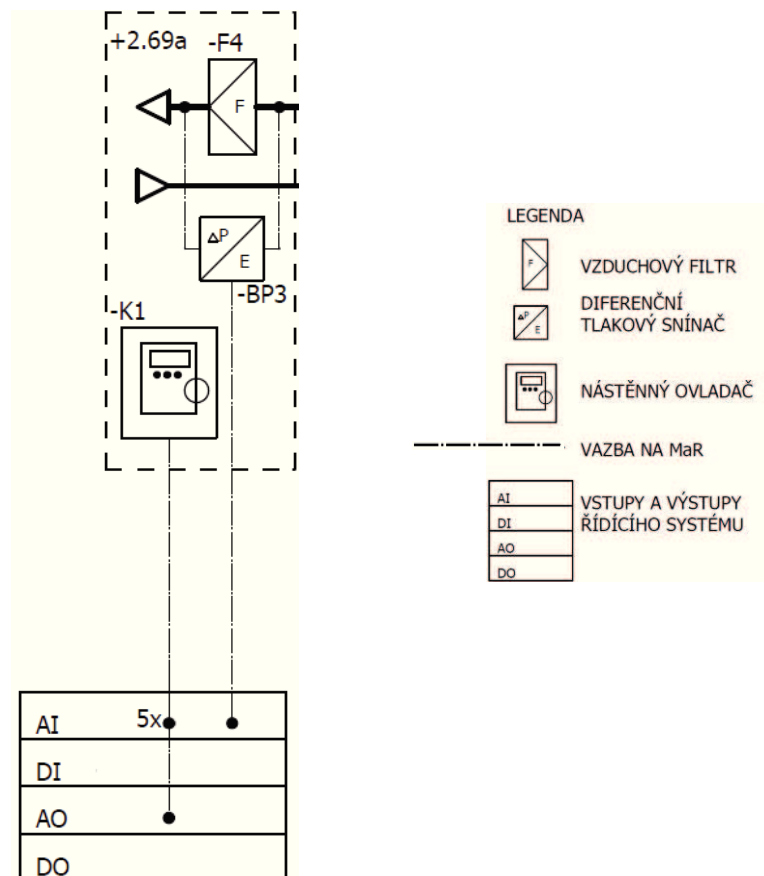 +2.69a -F4
F
ΔP
E
-BP3
-K1
AI 5x
DI
AO
DO
LEGENDA
F
VZDUCHOVÝ FILTR
ΔP
E
DIFERENČNÍ
TLAKOVÝ SNÍNAČ
NÁSTĚNNÝ OVLADAČ
VAZBA NA MaR
AI
DI
AO
DO
VSTUPY A VÝSTUPY
ŘÍDÍCÍHO SYSTÉMU